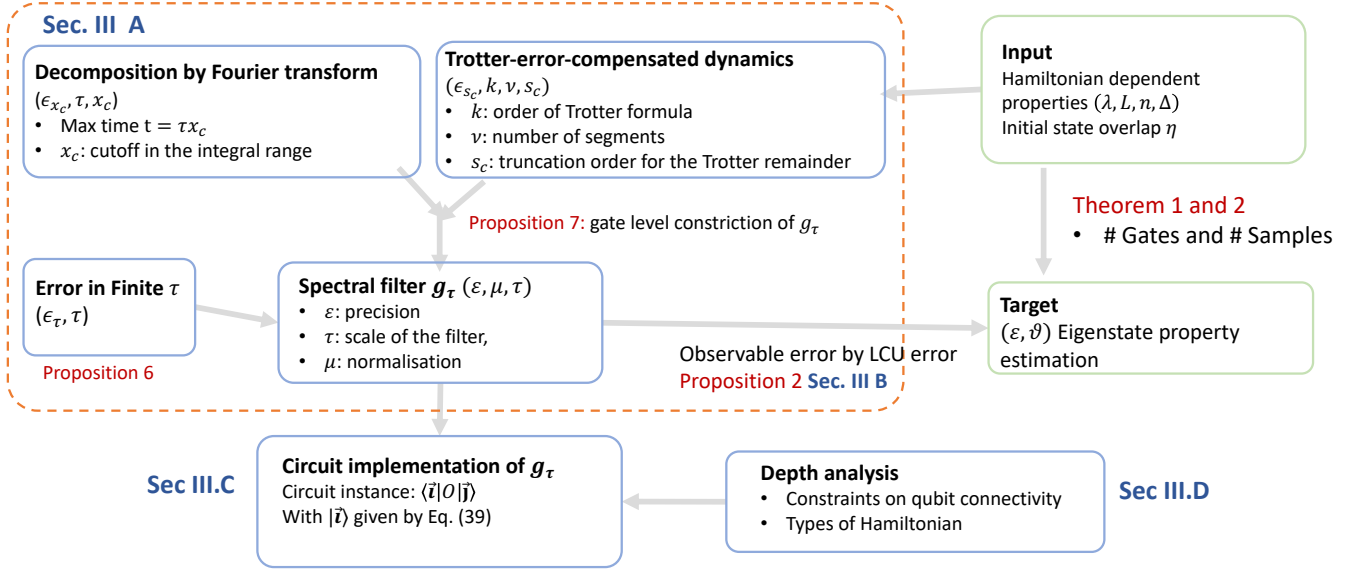 Sec. III A
Decomposition by Fourier transform
(ϵ_{x_c}, τ, x_c)
• Max time t = τx_c
• x_c: cutoff in the integral range
Trotter-error-compensated dynamics
(ϵ_{s_c}, k, ν, s_c)
• k: order of Trotter formula
• ν: number of segments
• s_c: truncation order for the Trotter remainder
Input
Hamiltonian dependent
properties (λ, L, n, Δ)
Initial state overlap η
Proposition 7: gate level constriction of g_τ
Theorem 1 and 2
• # Gates and # Samples
Error in Finite τ
(ϵ_τ, τ)
Proposition 6
Spectral filter g_τ (ε, μ, τ)
• ε: precision
• τ: scale of the filter,
• μ: normalisation
Observable error by LCU error
Proposition 2 Sec. III B
Target
(ε, ϑ) Eigenstate property
estimation
Sec III.C
Circuit implementation of g_τ
Circuit instance: ⟨i⃗|O|j⃗⟩
With |i⃗⟩ given by Eq. (39)
Depth analysis
• Constraints on qubit connectivity
• Types of Hamiltonian
Sec III.D